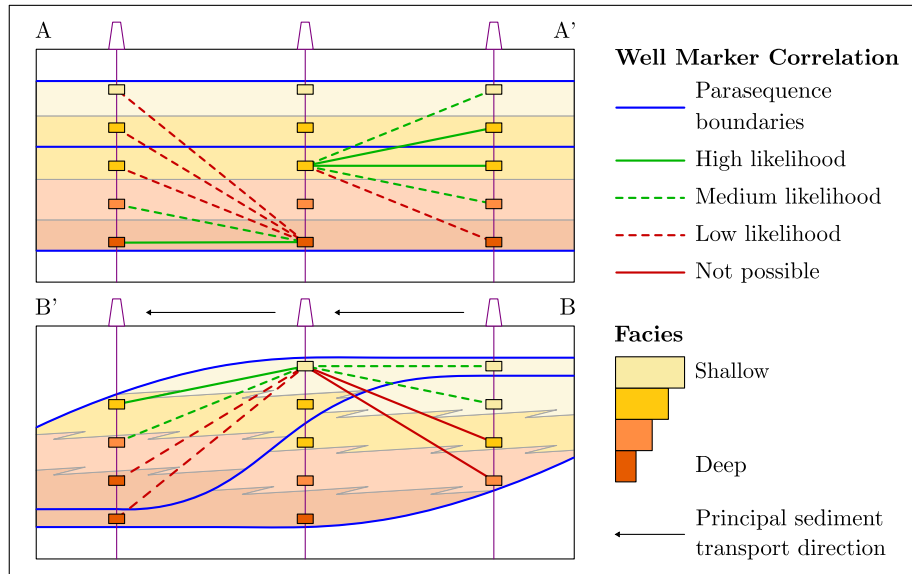 A
A'
B'
B
Well Marker Correlation
Parasequence
boundaries
High likelihood
Medium likelihood
Low likelihood
Not possible
Facies
Shallow
Deep
Principal sediment
transport direction